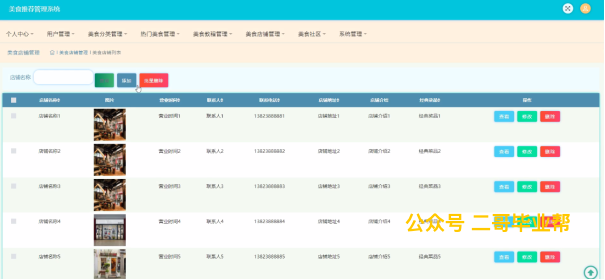 美食推荐管理系统
个人中心 用户管理 美食分类管理 热门美食管理 美食教程管理 美食店铺管理 美食社区 系统管理
美食店铺管理 美食店铺管理 / 美食店铺列表
店铺名称 添加 批量删除
店铺名称 照片 营业时间 联系人 联系电话 店铺地址 店铺介绍 经典菜品 操作
店铺名称1 营业时间1 联系人1 13823888881 店铺地址1 店铺介绍1 经典菜品1 查看 修改 删除
店铺名称2 营业时间2 联系人2 13823888882 店铺地址2 店铺介绍2 经典菜品2 查看 修改 删除
店铺名称3 营业时间3 联系人3 13823888883 店铺地址3 店铺介绍3 经典菜品3 查看 修改 删除
店铺名称4 营业时间4 联系人4 13823888884 店铺地址4 店铺介绍4
公众号 二哥毕业帮
店铺名称5 营业时间5 联系人5 13823888885 店铺地址5 店铺介绍5 经典菜品5 查看 修改 删除